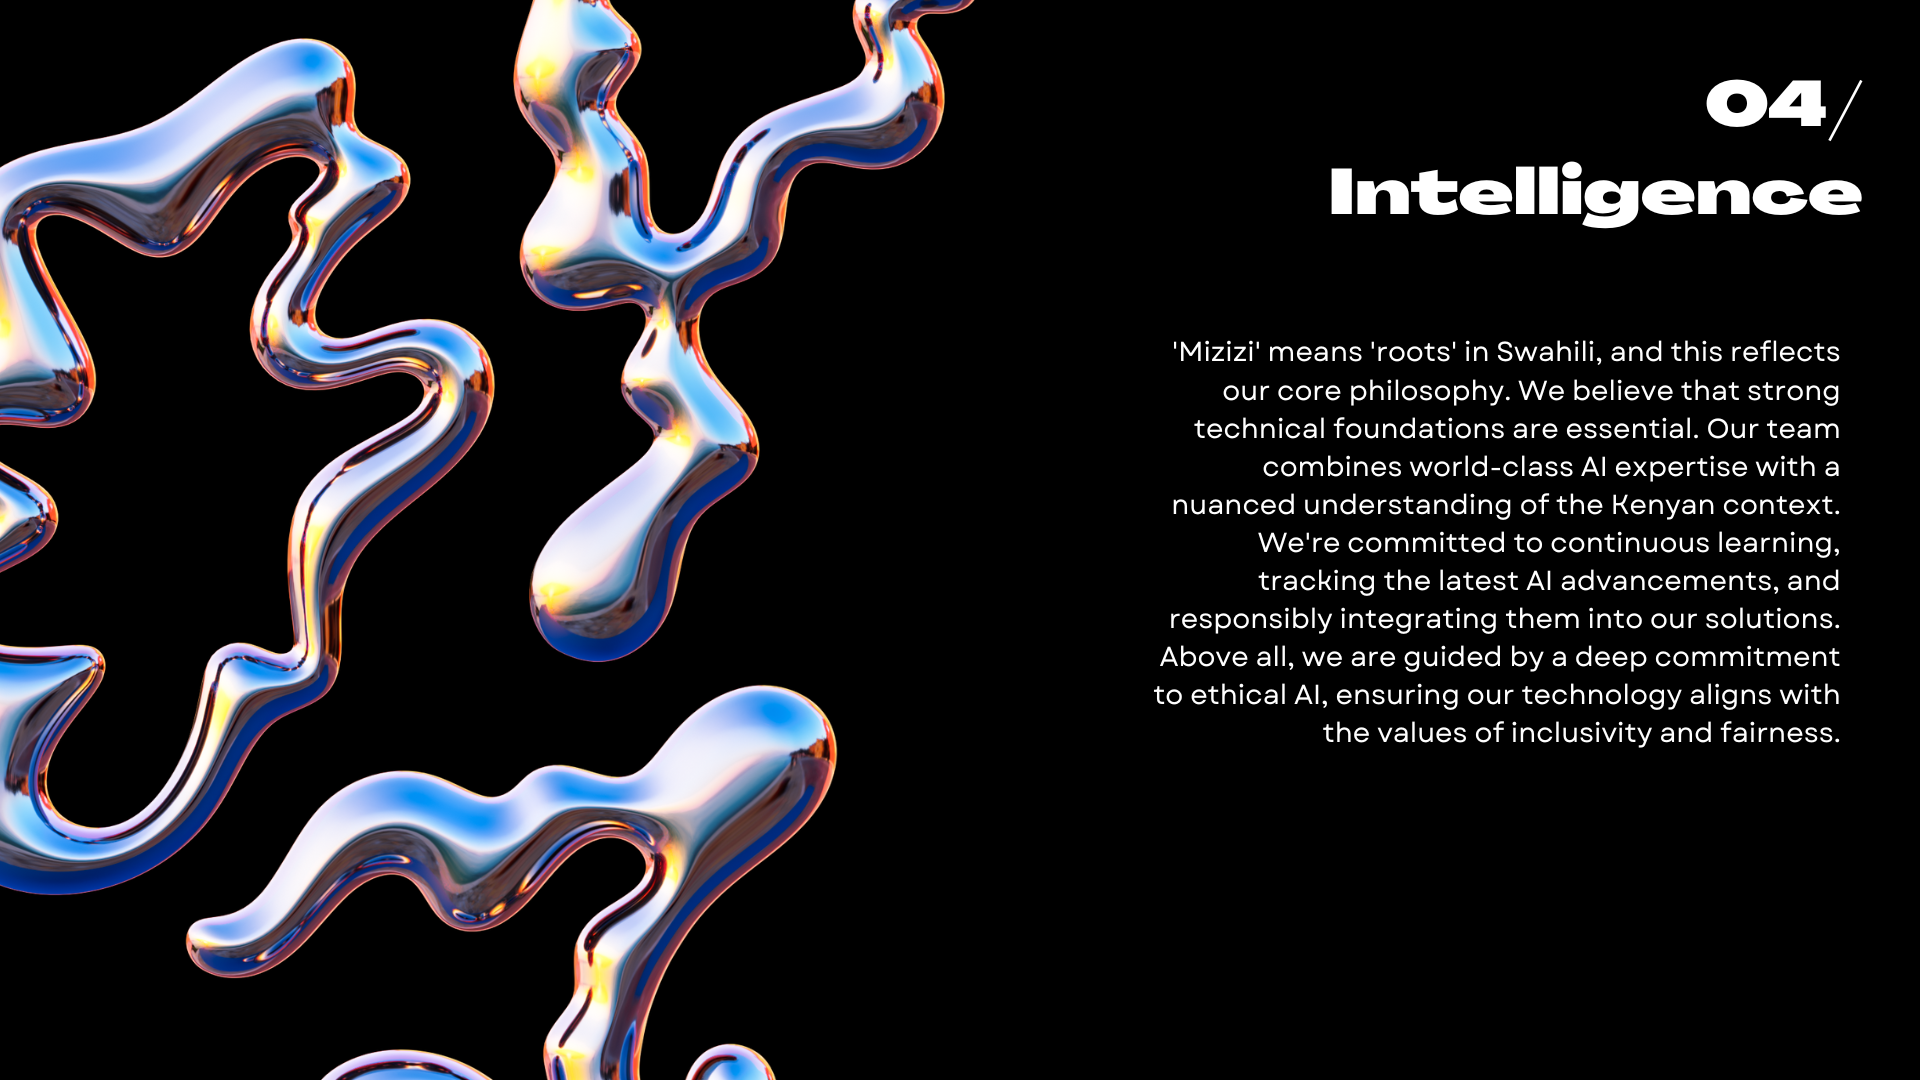 04/
Intelligence
'Mizizi' means 'roots' in Swahili, and this reflects
our core philosophy. We believe that strong
technical foundations are essential. Our team
combines world-class AI expertise with a
nuanced understanding of the Kenyan context.
We're committed to continuous learning,
tracking the latest AI advancements, and
responsibly integrating them into our solutions.
Above all, we are guided by a deep commitment
to ethical AI, ensuring our technology aligns with
the values of inclusivity and fairness.